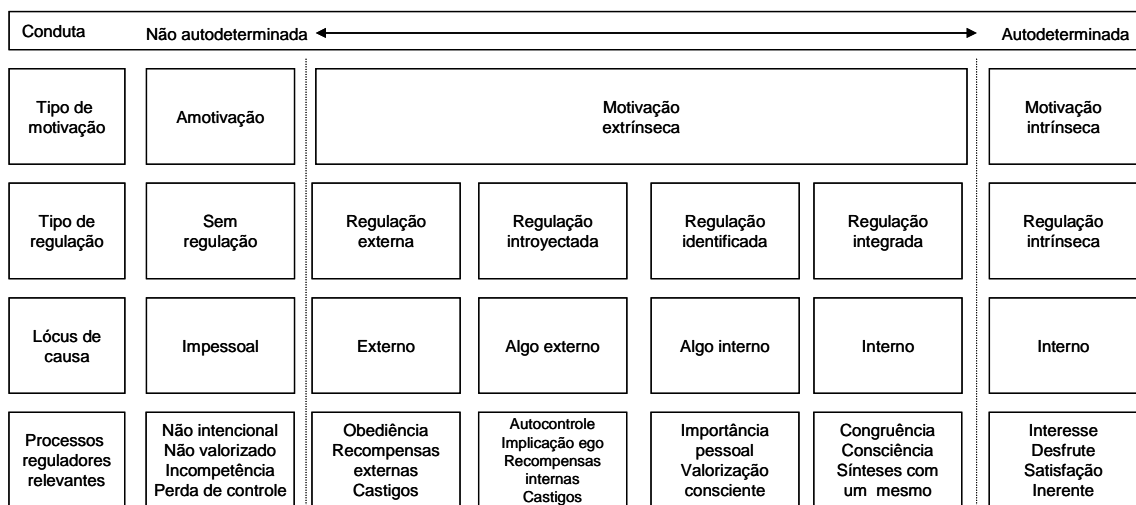 Conduta Não autodeterminada Autodeterminada
Tipo de
motivação
Amotivação
Motivação
extrínseca
Motivação
intrínseca
Tipo de
regulação
Sem
regulação
Regulação
externa
Regulação
introyectada
Regulação
identificada
Regulação
integrada
Regulação
intrínseca
Lócus de
causa
Impessoal
Externo
Algo externo
Algo interno
Interno
Interno
Processos
reguladores
relevantes
Não intencional
Não valorizado
Incompetência
Perda de controle
Obediência
Recompensas
externas
Castigos
Autocontrole
Implicação ego
Recompensas
internas
Castigos
Importância
pessoal
Valorização
consciente
Congruência
Consciência
Sínteses com
um mesmo
Interesse
Desfrute
Satisfação
Inerente